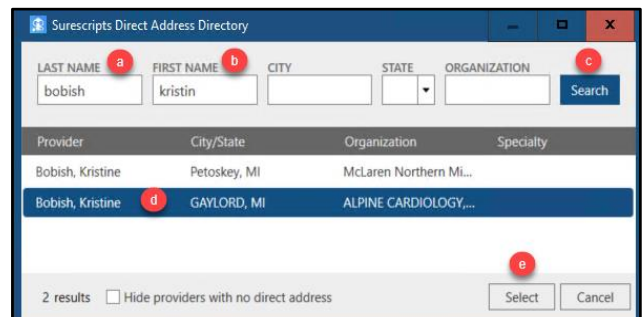 Surescripts Direct Address Directory
LAST NAME a FIRST NAME b CITY STATE ORGANIZATION c
bobish kristin Search
Provider City/State Organization Specialty
Bobish, Kristine Petoskey, MI McLaren Northern Mi...
Bobish, Kristine d GAYLORD, MI ALPINE CARDIOLOGY,...
e
2 results Hide providers with no direct address Select Cancel